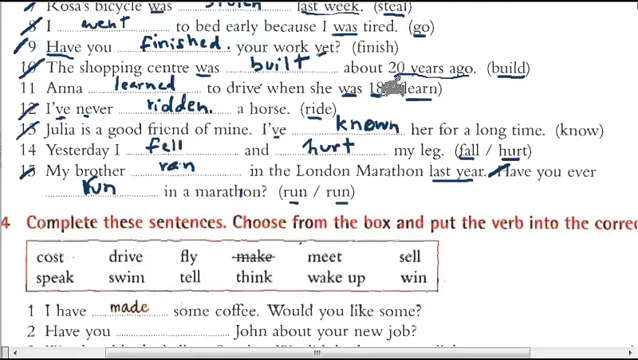 7 Rosa's bicycle was stolen last week. (steal)
8 I went to bed early because I was tired. (go)
9 Have you finished your work yet? (finish)
10 The shopping centre was built about 20 years ago. (build)
11 Anna learned to drive when she was 18 (learn)
12 I've never ridden a horse. (ride)
13 Julia is a good friend of mine. I've known her for a long time. (know)
14 Yesterday I fell and hurt my leg. (fall / hurt)
15 My brother ran in the London Marathon last year. Have you ever
run in a marathon? (run / run)
4 Complete these sentences. Choose from the box and put the verb into the correc
cost drive fly make meet sell
speak swim tell think wake up win
1 I have made some coffee. Would you like some?
2 Have you John about your new job?